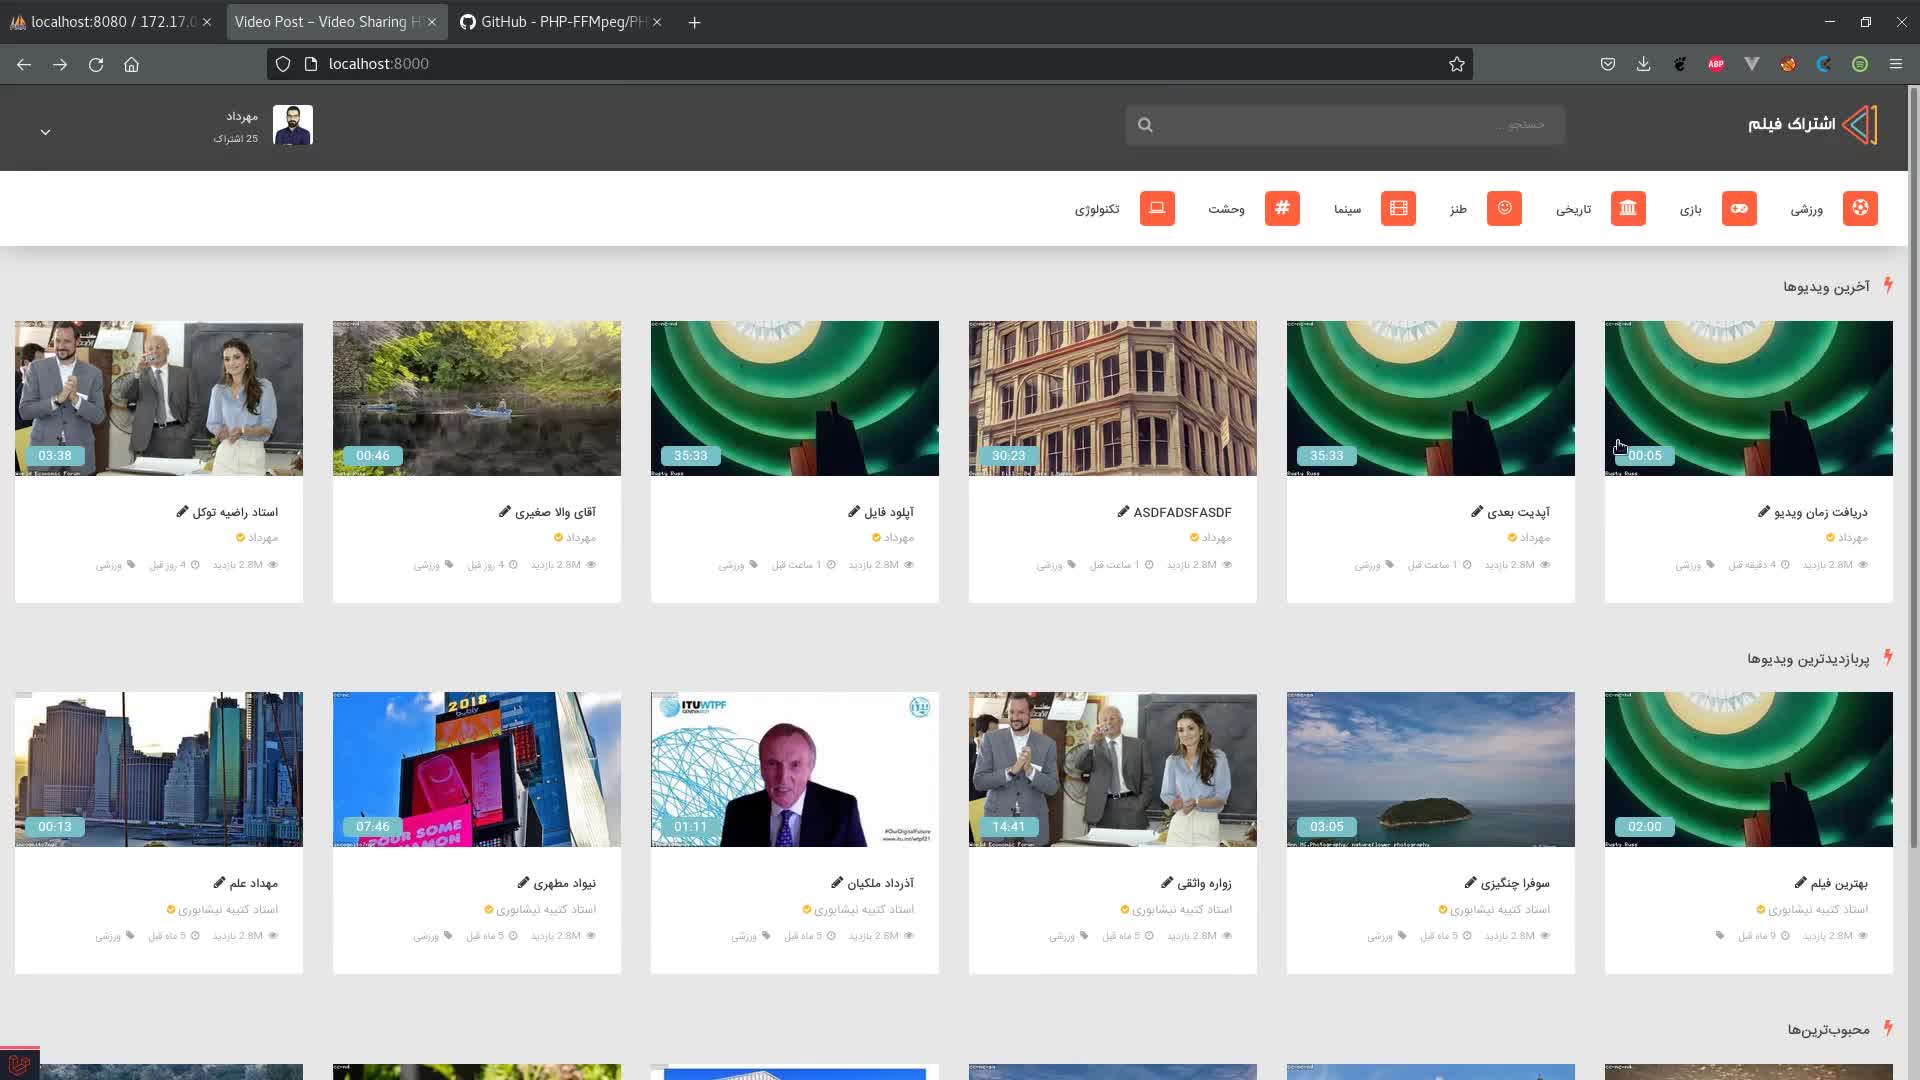 localhost:8080 / 172.17.0
Video Post – Video Sharing H
GitHub - PHP-FFMpeg/PH
localhost:8000
ABP
اشتراک فیلم
جستجو ...
مهرداد
25 اشتراک
ورزشی
بازی
تاریخی
طنز
سینما
وحشت
تکنولوژی
آخرین ویدیوها
00:05
35:33
30:23
35:33
00:46
03:38
دریافت زمان ویدیو
آپدیت بعدی
ASDFADSFASDF
آپلود فایل
آقای والا صغیری
استاد راضیه توکل
مهرداد
مهرداد
مهرداد
مهرداد
مهرداد
مهرداد
2.8M بازدید 4 دقیقه قبل ورزشی
2.8M بازدید 1 ساعت قبل ورزشی
2.8M بازدید 1 ساعت قبل ورزشی
2.8M بازدید 1 ساعت قبل ورزشی
2.8M بازدید 4 روز قبل ورزشی
2.8M بازدید 4 روز قبل ورزشی
پربازدیدترین ویدیوها
ITUWTPF
2018
bubly
#OurDigitalFuture
www.itu.int/wtpf21
02:00
03:05
14:41
01:11
07:46
00:13
بهترین فیلم
سوفرا چنگیزی
زواره واثقی
آذرداد ملکیان
نیواد مطهری
مهداد علم
استاد کتیبه نیشابوری
استاد کتیبه نیشابوری
استاد کتیبه نیشابوری
استاد کتیبه نیشابوری
استاد کتیبه نیشابوری
استاد کتیبه نیشابوری
2.8M بازدید 9 ماه قبل
2.8M بازدید 5 ماه قبل ورزشی
2.8M بازدید 5 ماه قبل ورزشی
2.8M بازدید 5 ماه قبل ورزشی
2.8M بازدید 5 ماه قبل ورزشی
2.8M بازدید 5 ماه قبل ورزشی
محبوب‌ترین‌ها